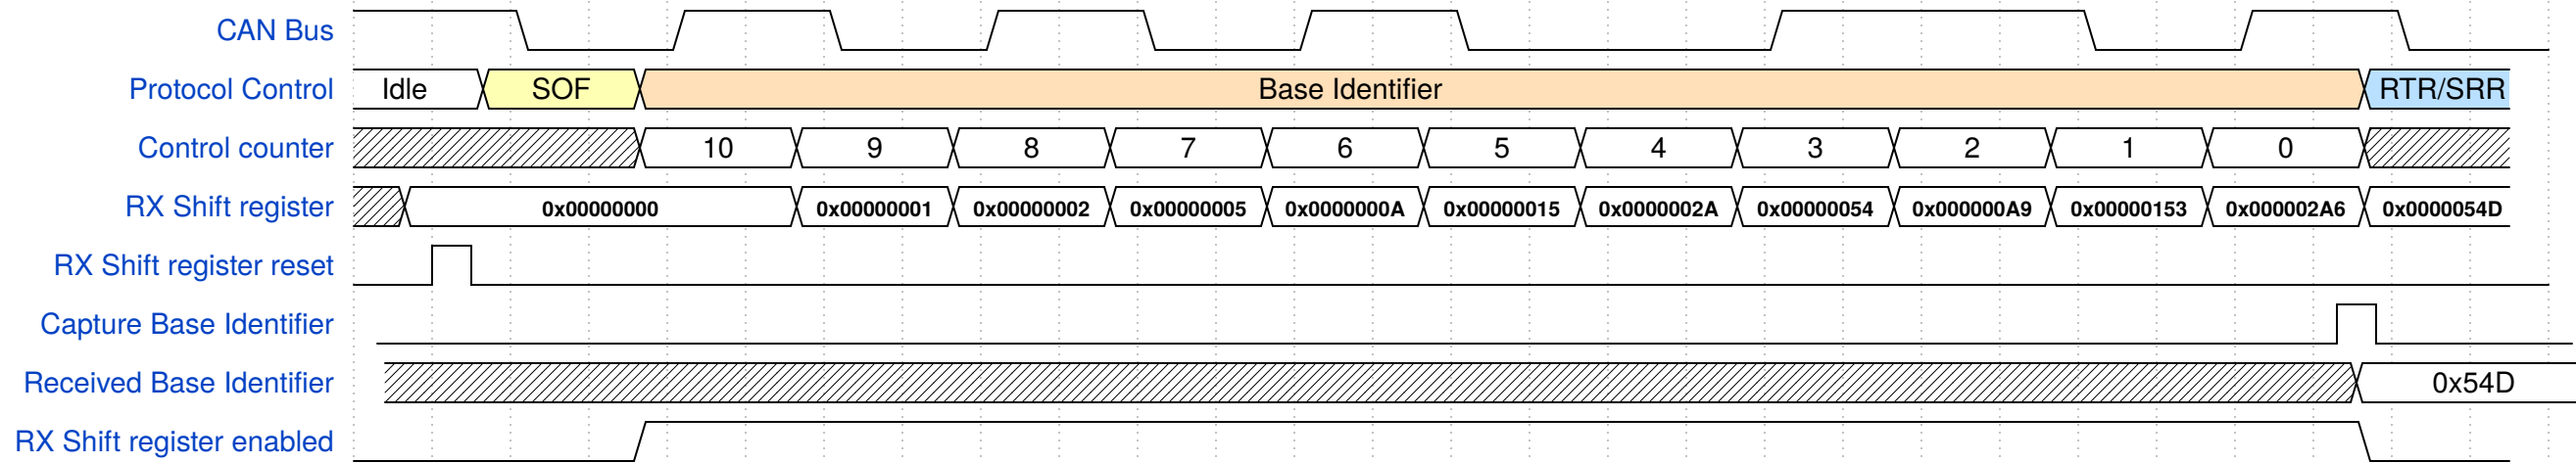 CAN Bus
Protocol Control Idle SOF Base Identifier RTR/SRR
Control counter 10 9 8 7 6 5 4 3 2 1 0
RX Shift register 0x00000000 0x00000001 0x00000002 0x00000005 0x0000000A 0x00000015 0x0000002A 0x00000054 0x000000A9 0x00000153 0x000002A6 0x0000054D
RX Shift register reset
Capture Base Identifier
Received Base Identifier 0x54D
RX Shift register enabled